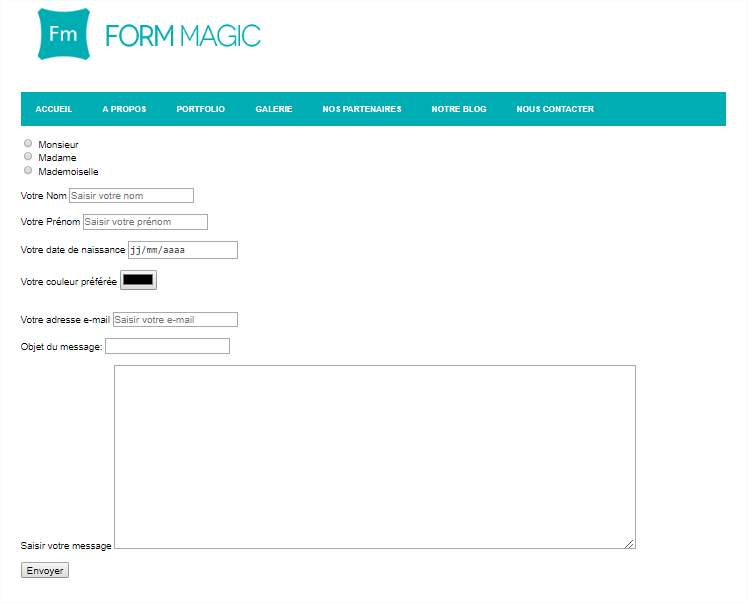 Fm FORM MAGIC
ACCUEIL A PROPOS PORTFOLIO GALERIE NOS PARTENAIRES NOTRE BLOG NOUS CONTACTER
Monsieur
Madame
Mademoiselle
Votre Nom Saisir votre nom
Votre Prénom Saisir votre prénom
Votre date de naissance jj/mm/aaaa
Votre couleur préférée
Votre adresse e-mail Saisir votre e-mail
Objet du message:
Saisir votre message
Envoyer